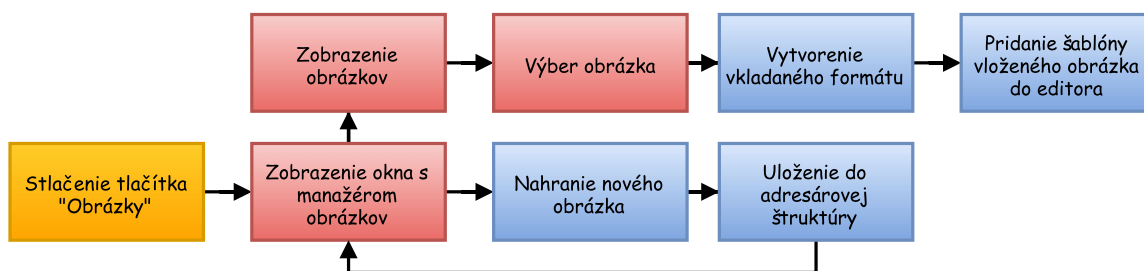 Zobrazenie
obrázkov
Výber obrázka
Vytvorenie
vkladaného formátu
Pridanie šablóny
vloženého obrázka
do editora
Stlačenie tlačítka
"Obrázky"
Zobrazenie okna s
manažérom
obrázkov
Nahranie nového
obrázka
Uloženie do
adresárovej
štruktúry